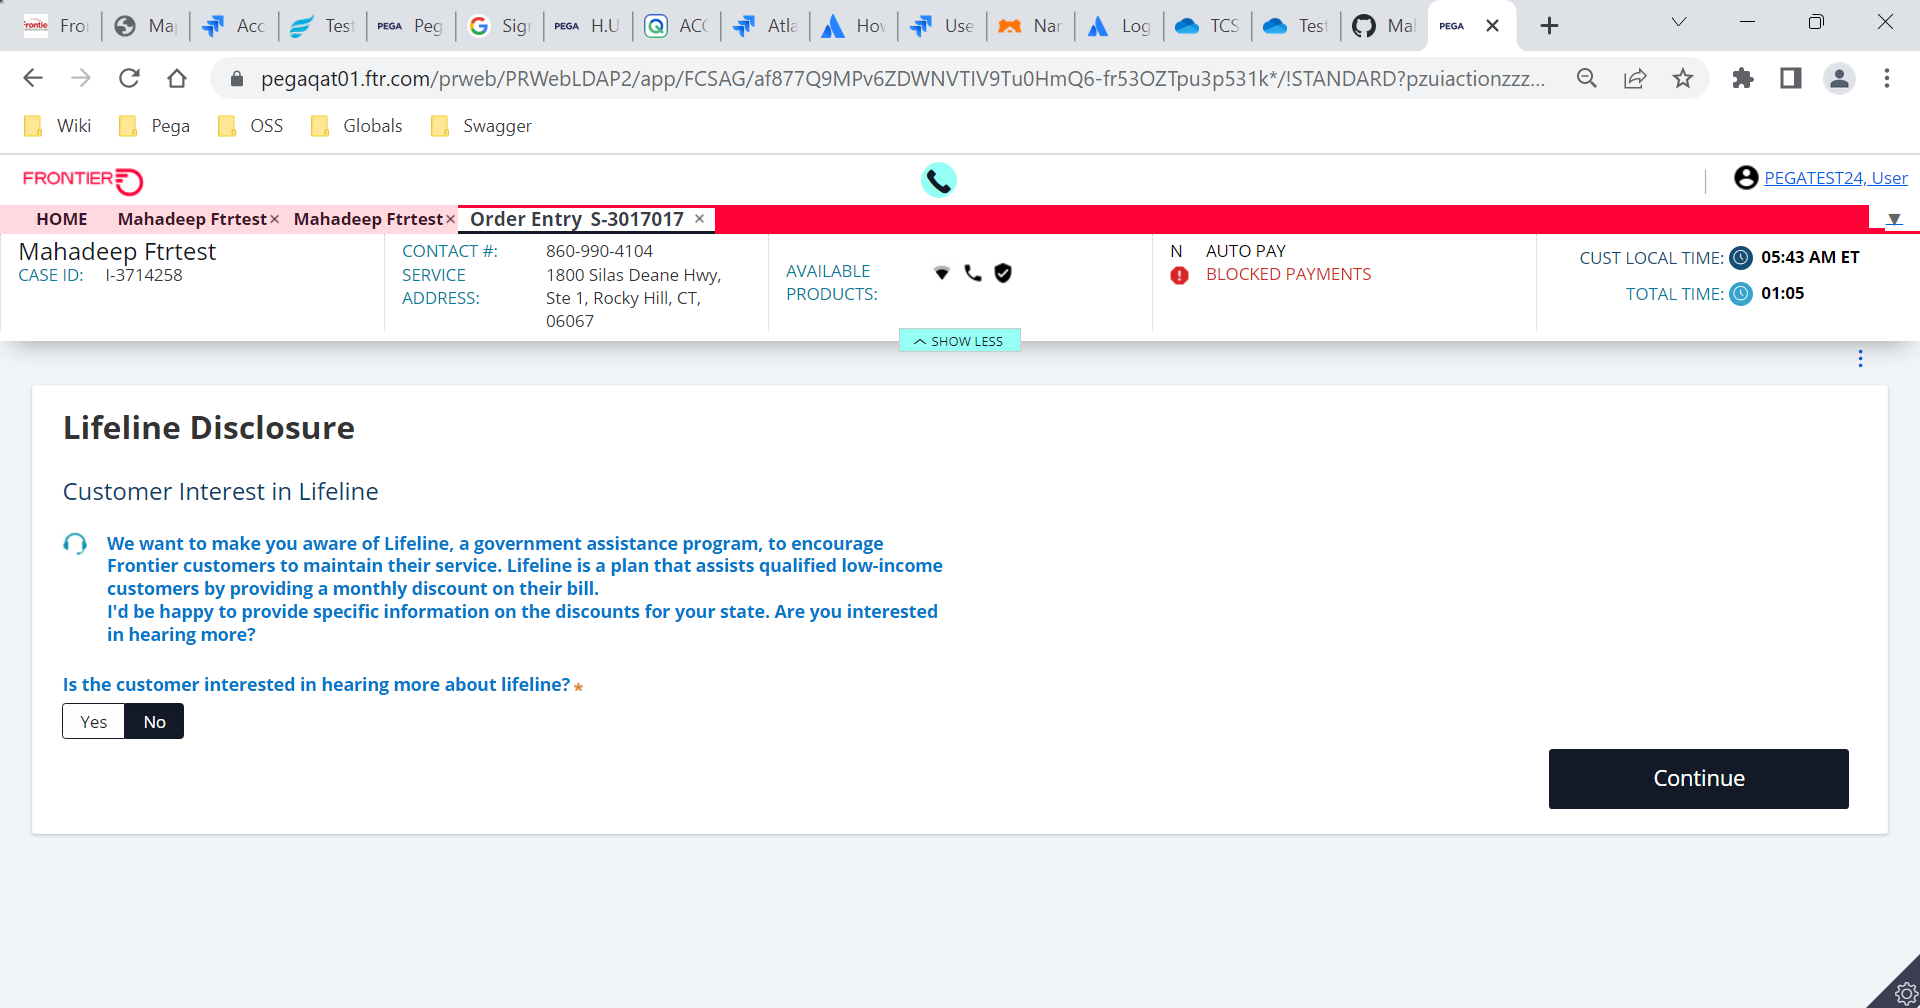 Fro
Ma
Acc
Test
PEGA Peg
Sig
PEGA H.U
ACC
Atla
Hov
Use
Nar
Log
TCS
Test
Ma
PEGA
pegaqat01.ftr.com/prweb/PRWebLDAP2/app/FCSAG/af877Q9MPv6ZDWNVTIV9Tu0HmQ6-fr53OZTpu3p531k*/!STANDARD?pzuiactionzzz...
Wiki Pega OSS Globals Swagger
FRONTIER
PEGATEST24, User
HOME Mahadeep Ftrtest× Mahadeep Ftrtest× Order Entry S-3017017 ×
Mahadeep Ftrtest
CASE ID: I-3714258
CONTACT #: 860-990-4104
SERVICE ADDRESS: 1800 Silas Deane Hwy,
Ste 1, Rocky Hill, CT,
06067
AVAILABLE
PRODUCTS:
N AUTO PAY
BLOCKED PAYMENTS
CUST LOCAL TIME: 05:43 AM ET
TOTAL TIME: 01:05
SHOW LESS
Lifeline Disclosure
Customer Interest in Lifeline
We want to make you aware of Lifeline, a government assistance program, to encourage
Frontier customers to maintain their service. Lifeline is a plan that assists qualified low-income
customers by providing a monthly discount on their bill.
I'd be happy to provide specific information on the discounts for your state. Are you interested
in hearing more?
Is the customer interested in hearing more about lifeline? *
Yes No
Continue